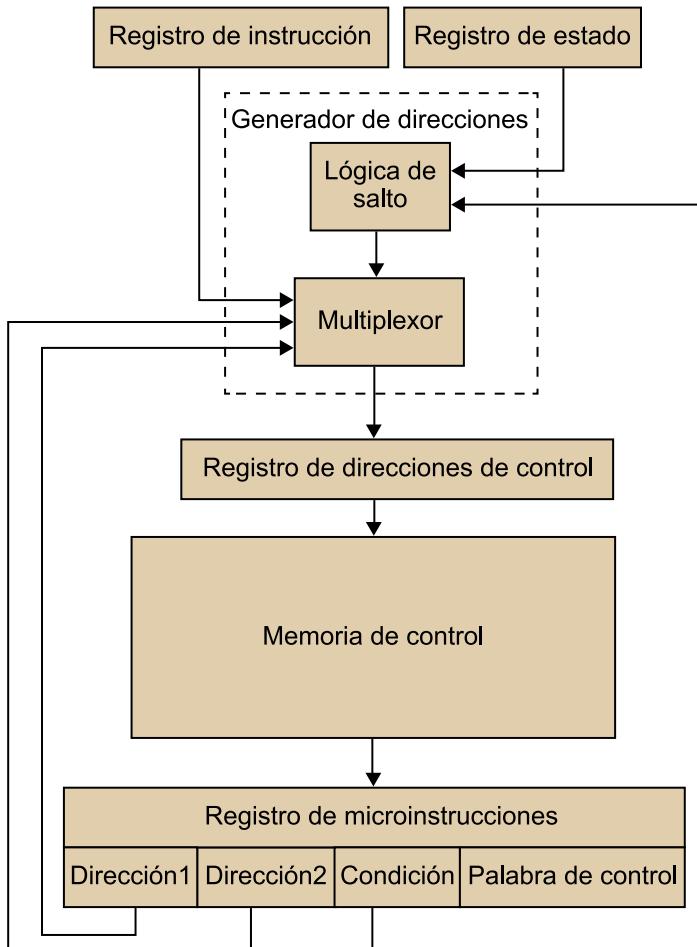 Registro de instrucción
Registro de estado
Generador de direcciones
Lógica de
salto
Multiplexor
Registro de direcciones de control
Memoria de control
Registro de microinstrucciones
Dirección1
Dirección2
Condición
Palabra de control